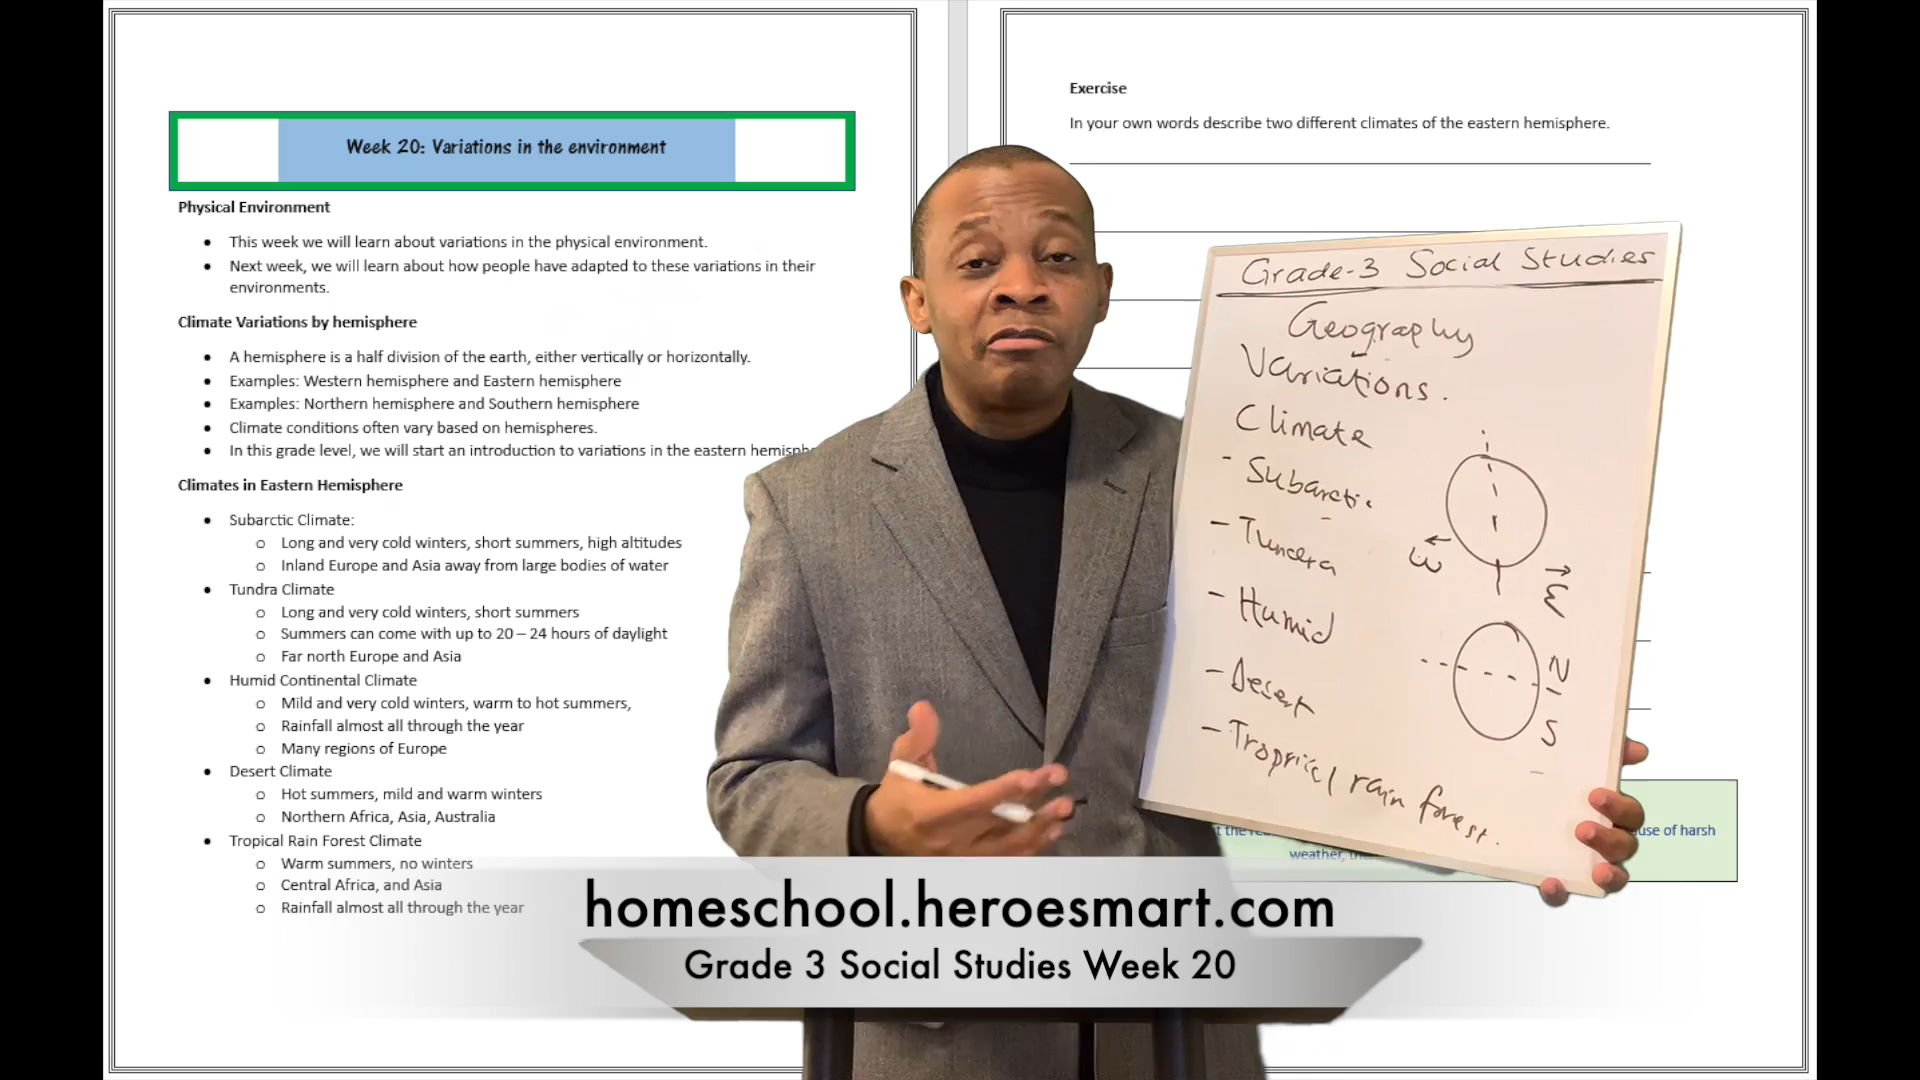 Week 20: Variations in the environment
Physical Environment
• This week we will learn about variations in the physical environment.
• Next week, we will learn about how people have adapted to these variations in their
environments.
Climate Variations by hemisphere
• A hemisphere is a half division of the earth, either vertically or horizontally.
• Examples: Western hemisphere and Eastern hemisphere
• Examples: Northern hemisphere and Southern hemisphere
• Climate conditions often vary based on hemispheres.
• In this grade level, we will start an introduction to variations in the eastern
Climates in Eastern Hemisphere
• Subarctic Climate:
o Long and very cold winters, short summers, high altitudes
o Inland Europe and Asia away from large bodies of water
• Tundra Climate
o Long and very cold winters, short summers
o Summers can come with up to 20 – 24 hours of daylight
o Far north Europe and Asia
• Humid Continental Climate
o Mild and very cold winters, warm to hot summers,
o Rainfall almost all through the year
o Many regions of Europe
• Desert Climate
o Hot summers, mild and warm winters
o Northern Africa, Asia, Australia
• Tropical Rain Forest Climate
o Warm summers, no winters
o Central Africa, and Asia
o Rainfall almost all through the year
Exercise
In your own words describe two different climates of the eastern hemisphere.
Grade-3 Social Studies
Geography
Variations.
Climate
- Subarctic
- Tundra
- Humid
- Desert
- Troprical rain forest.
W
E
N
S
the
of harsh
weather,
homeschool.heroesmart.com
Grade 3 Social Studies Week 20